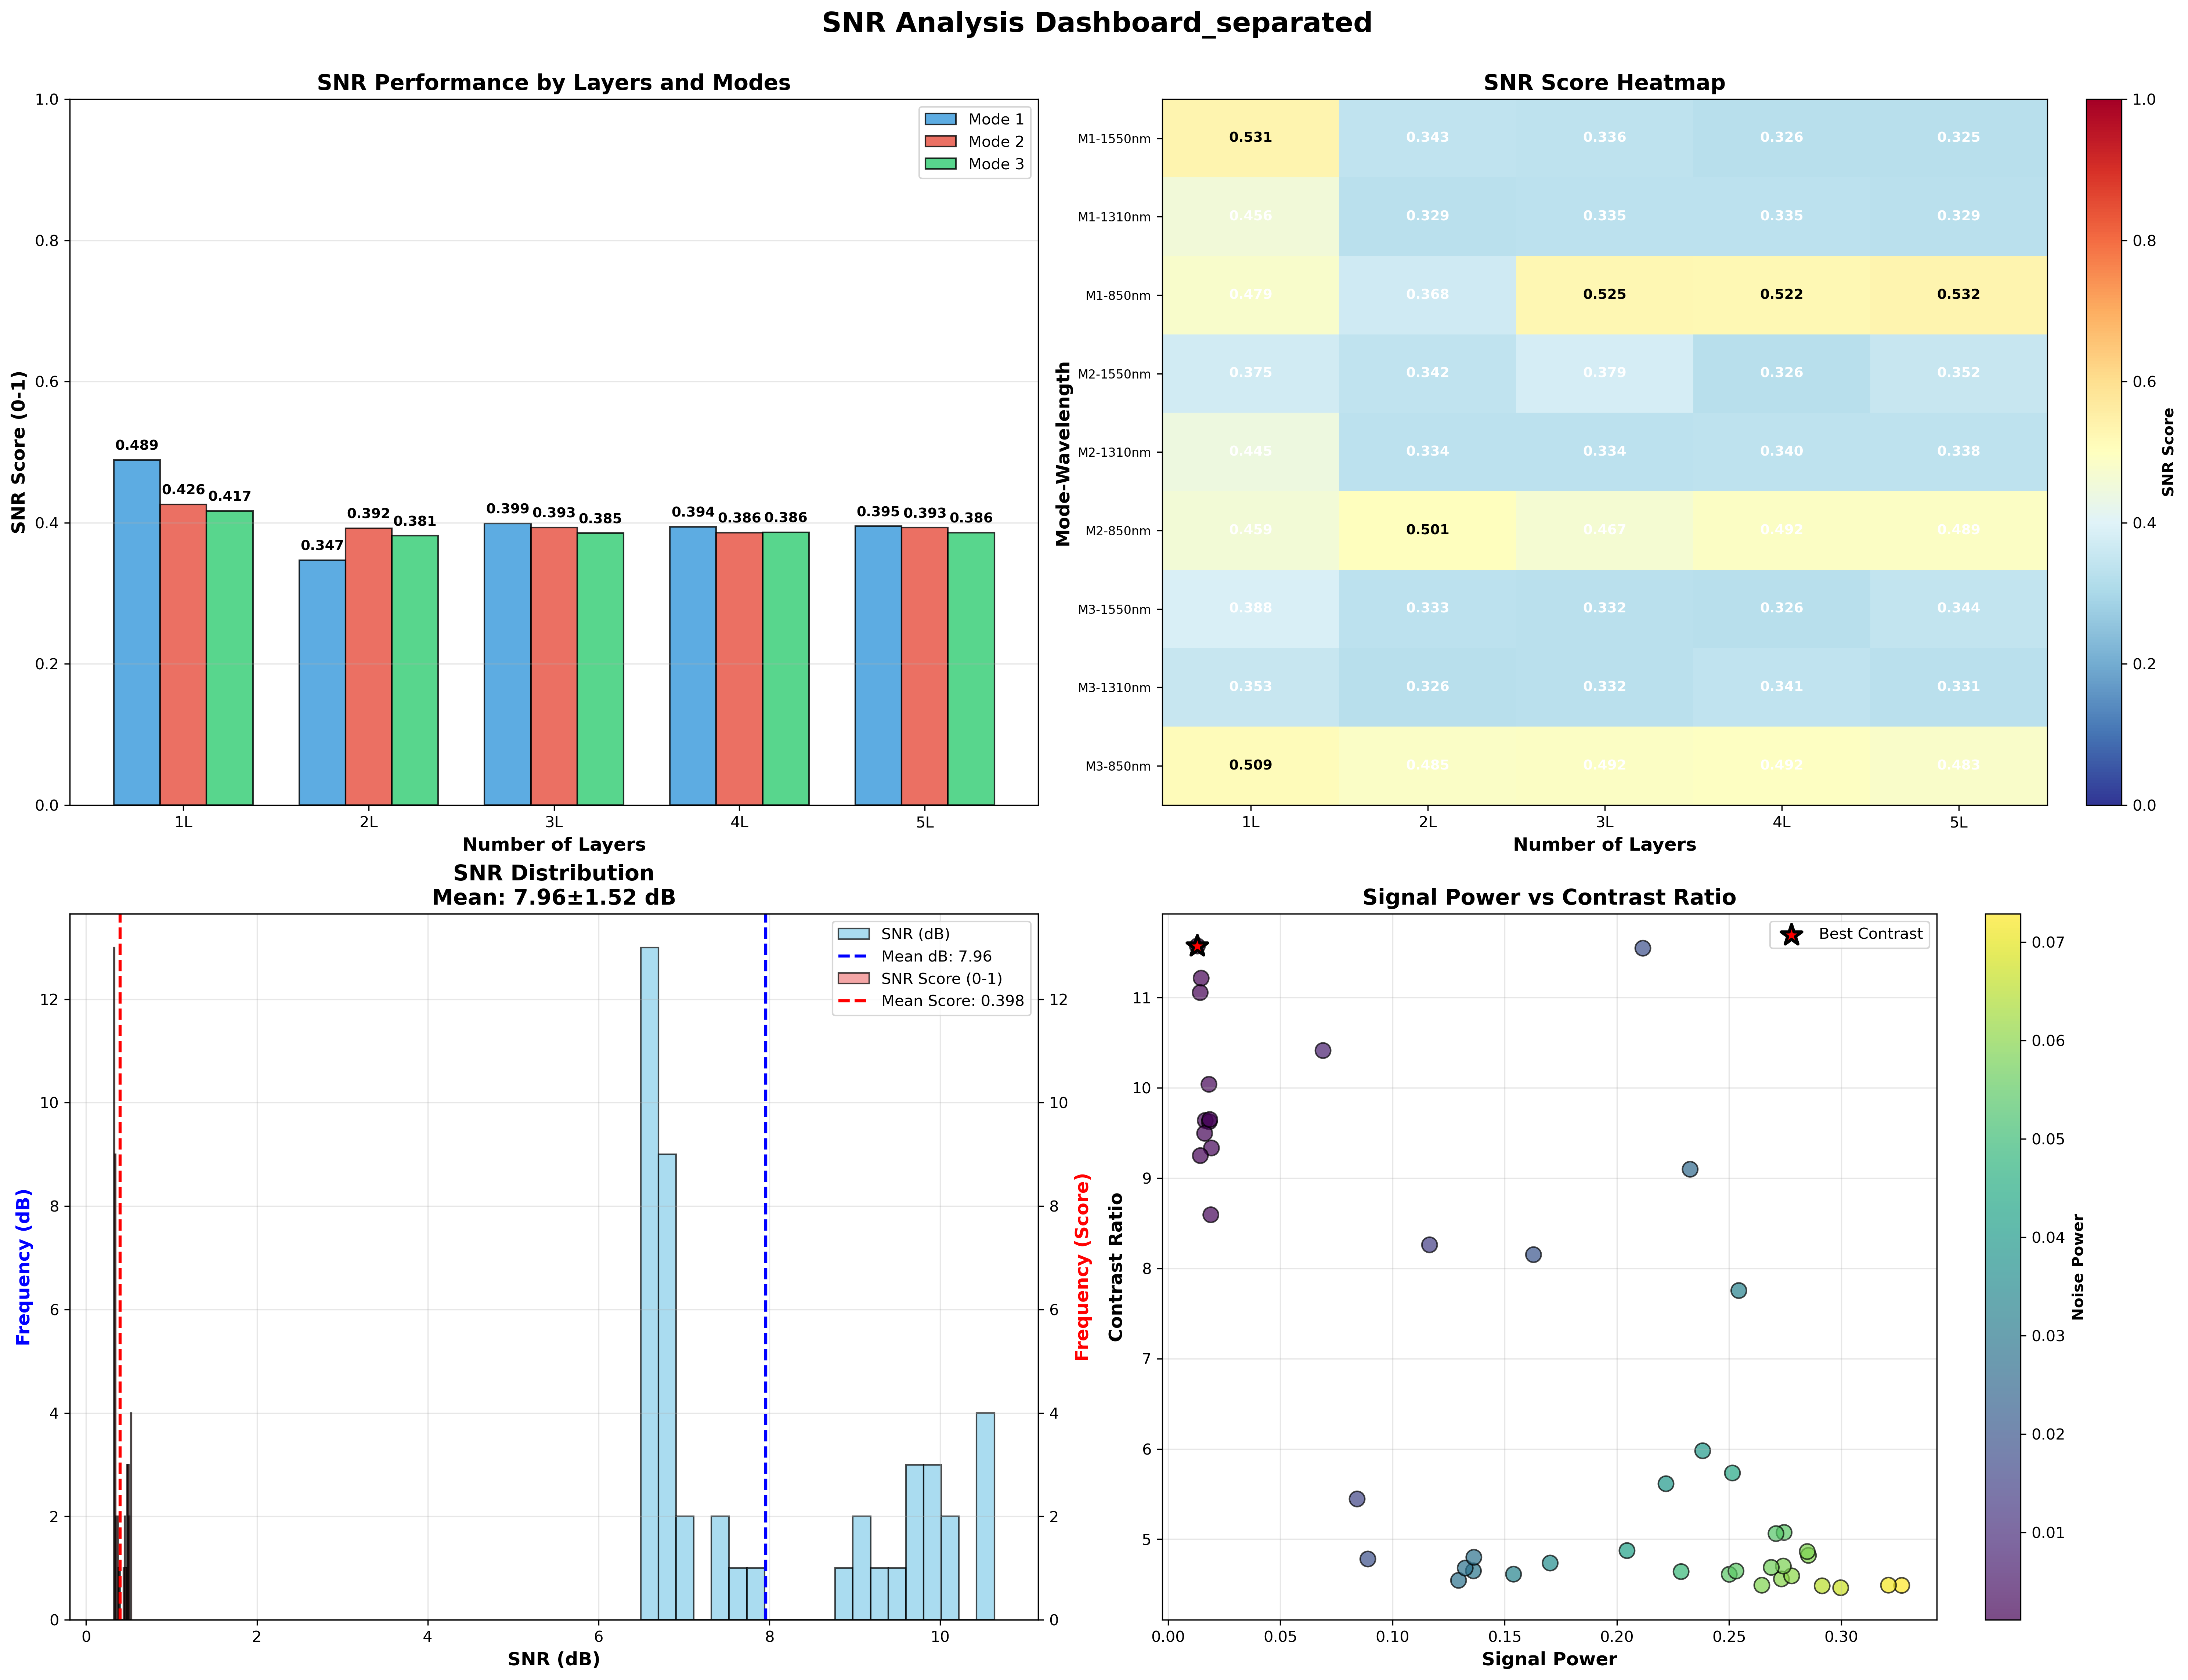 SNR Analysis Dashboard_separated
SNR Performance by Layers and Modes
SNR Score (0-1)
1.0
0.8
0.6
0.4
0.2
0.0
Mode 1
Mode 2
Mode 3
0.489
0.426
0.417
0.347
0.392
0.381
0.399
0.393
0.385
0.394
0.386
0.386
0.395
0.393
0.386
1L 2L 3L 4L 5L
Number of Layers
SNR Score Heatmap
Mode-Wavelength
M1-1550nm 0.531 0.343 0.336 0.326 0.325
M1-1310nm 0.456 0.329 0.335 0.335 0.329
M1-850nm 0.479 0.368 0.525 0.522 0.532
M2-1550nm 0.375 0.342 0.379 0.326 0.352
M2-1310nm 0.445 0.334 0.334 0.340 0.338
M2-850nm 0.459 0.501 0.467 0.492 0.489
M3-1550nm 0.388 0.333 0.332 0.326 0.344
M3-1310nm 0.353 0.326 0.332 0.341 0.331
M3-850nm 0.509 0.485 0.492 0.492 0.483
1L 2L 3L 4L 5L
Number of Layers
1.0
0.8
0.6
0.4
0.2
0.0
SNR Score
SNR Distribution
Mean: 7.96±1.52 dB
Frequency (dB)
12
10
8
6
4
2
0
SNR (dB)
Mean dB: 7.96
SNR Score (0-1)
Mean Score: 0.398
12
10
8
6
4
2
0
Frequency (Score)
0 2 4 6 8 10
SNR (dB)
Signal Power vs Contrast Ratio
Contrast Ratio
11
10
9
8
7
6
5
Best Contrast
0.00 0.05 0.10 0.15 0.20 0.25 0.30
Signal Power
0.07
0.06
0.05
0.04
0.03
0.02
0.01
Noise Power